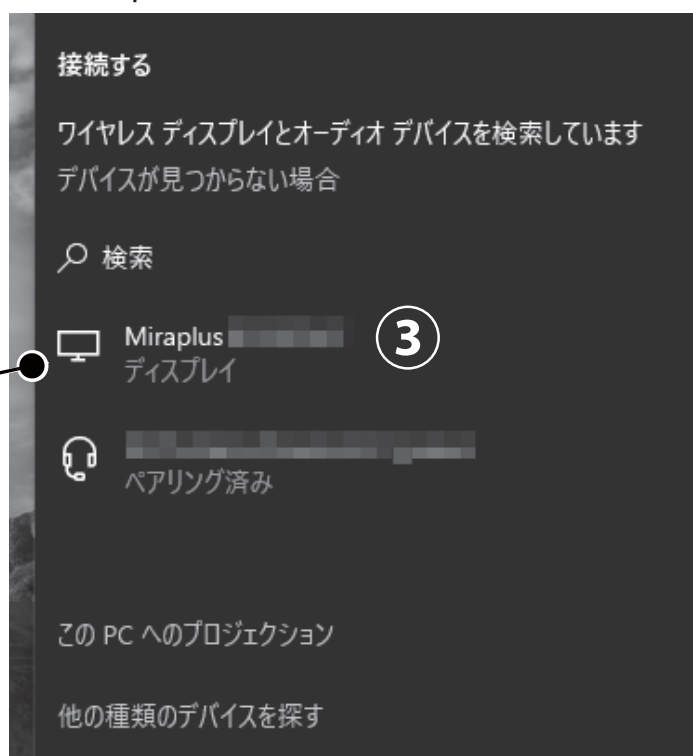 接続する
ワイヤレス ディスプレイとオーディオ デバイスを検索しています
デバイスが見つからない場合
検索
Miraplus
③
ディスプレイ
ペアリング済み
この PC へのプロジェクション
他の種類のデバイスを探す